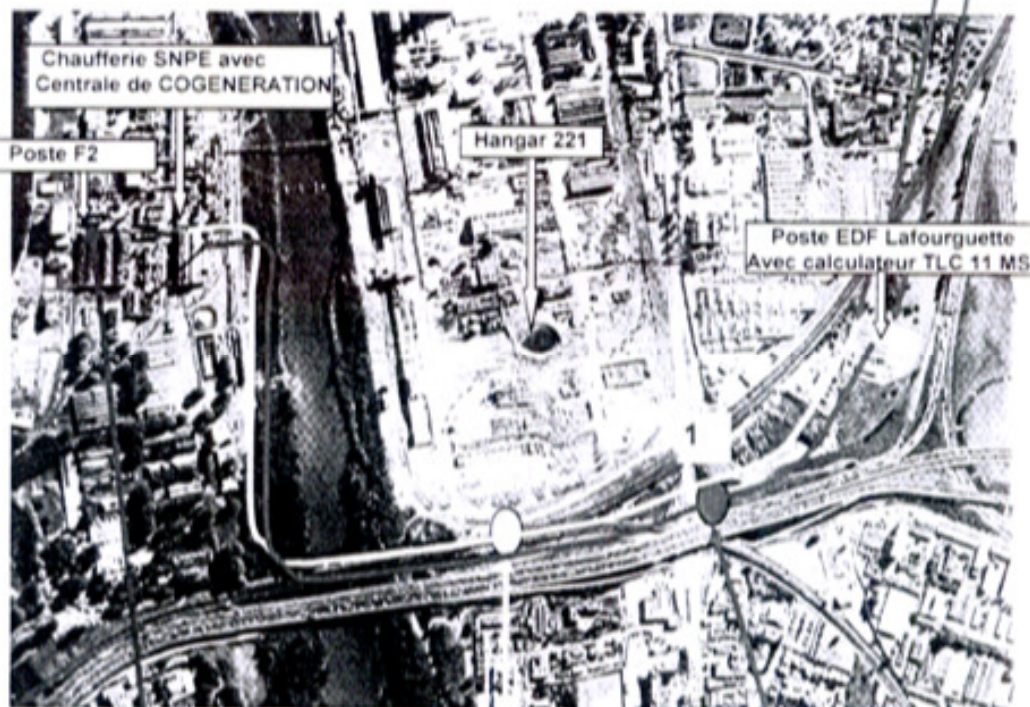 Chaufferie SNPE avec
Centrale de COGENERATION
Poste F2
Hangar 221
Poste EDF Lafourguette
Avec calculateur TLC 11 MS
1